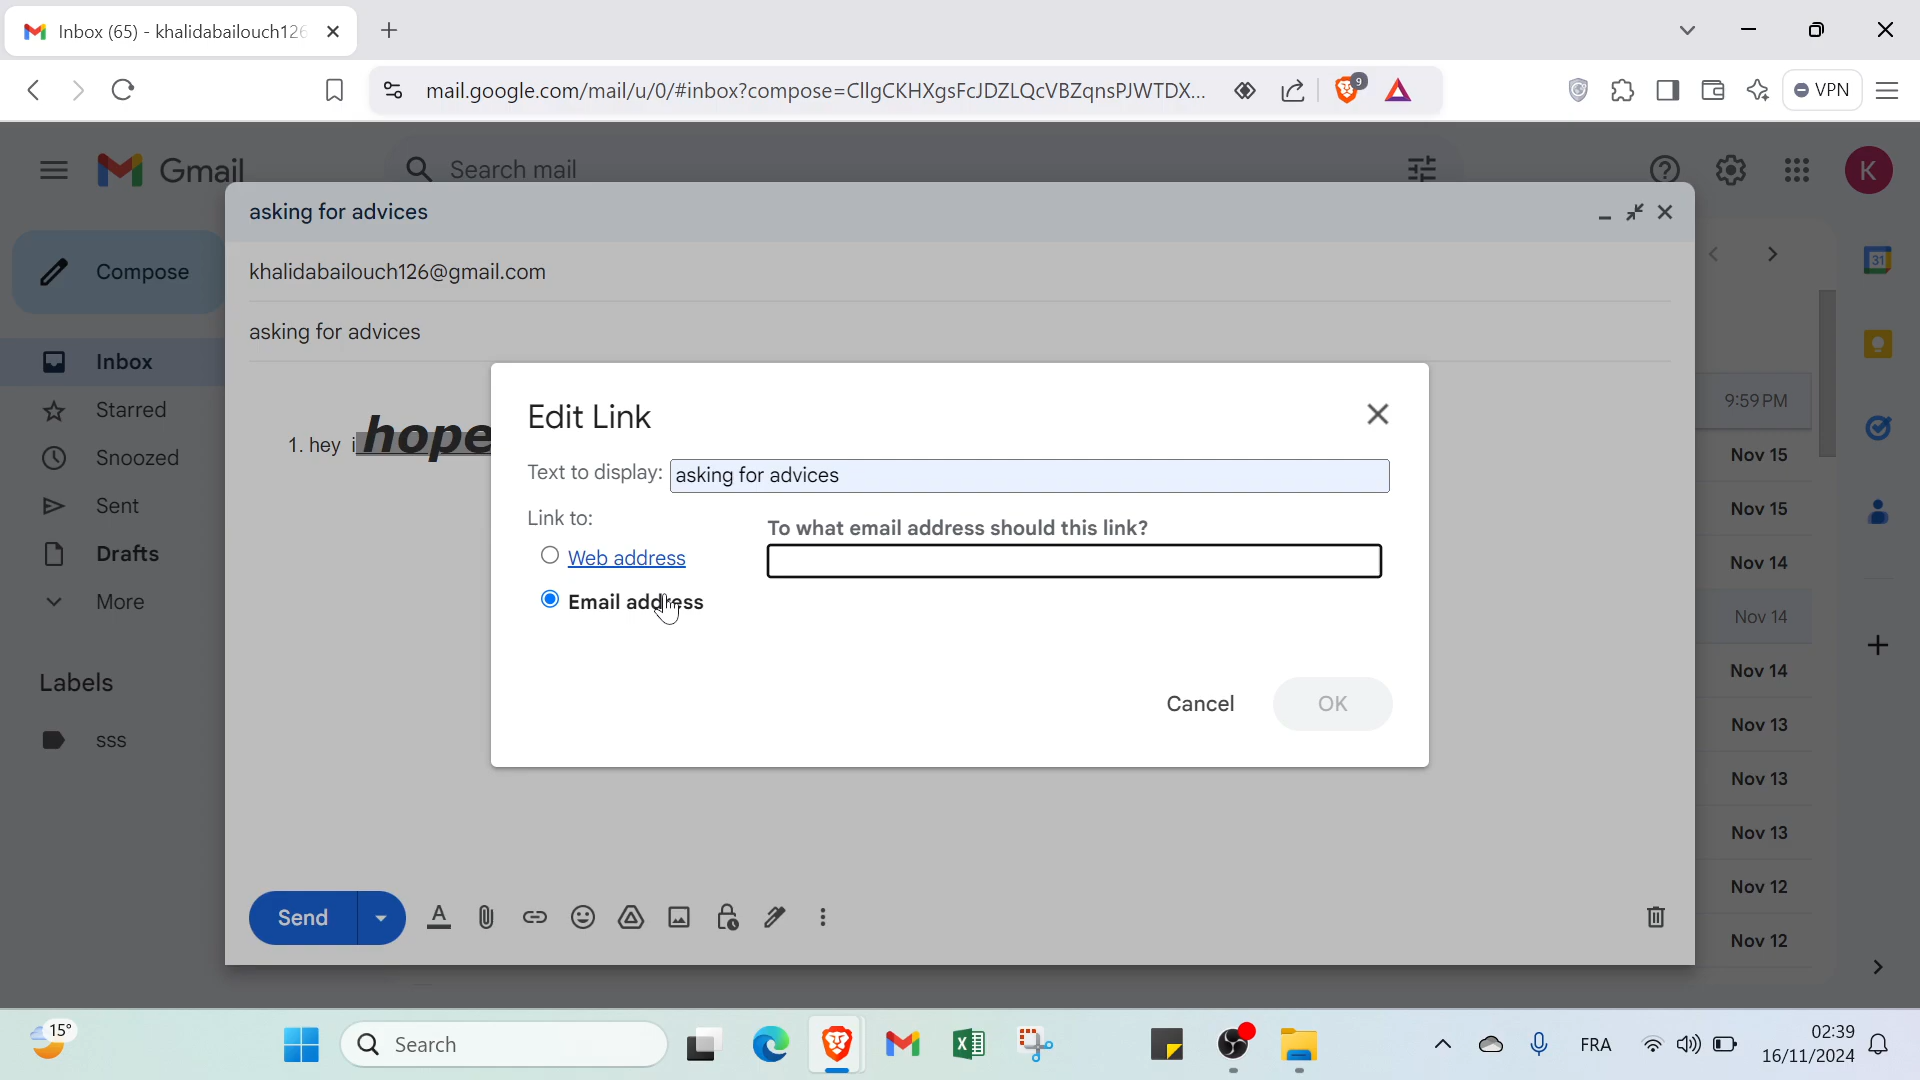 Inbox (65) - khalidabailouch126
mail.google.com/mail/u/0/#inbox?compose=CllgCKHXgsFcJDZLQcVBZqnsPJWTDX...
9
VPN
Gmail
Search mail
K
asking for advices
Compose
khalidabailouch126@gmail.com
31
asking for advices
Inbox
Starred
9:59 PM
1. hey i hope
Edit Link
Text to display: asking for advices
Nov 15
Snoozed
Nov 15
Sent
Link to:
To what email address should this link?
Web address
Nov 14
Drafts
Email address
More
Nov 14
Nov 14
Labels
Cancel
OK
Nov 13
sss
Nov 13
Nov 13
Nov 12
Send
Nov 12
15°
Search
FRA
02:39
16/11/2024